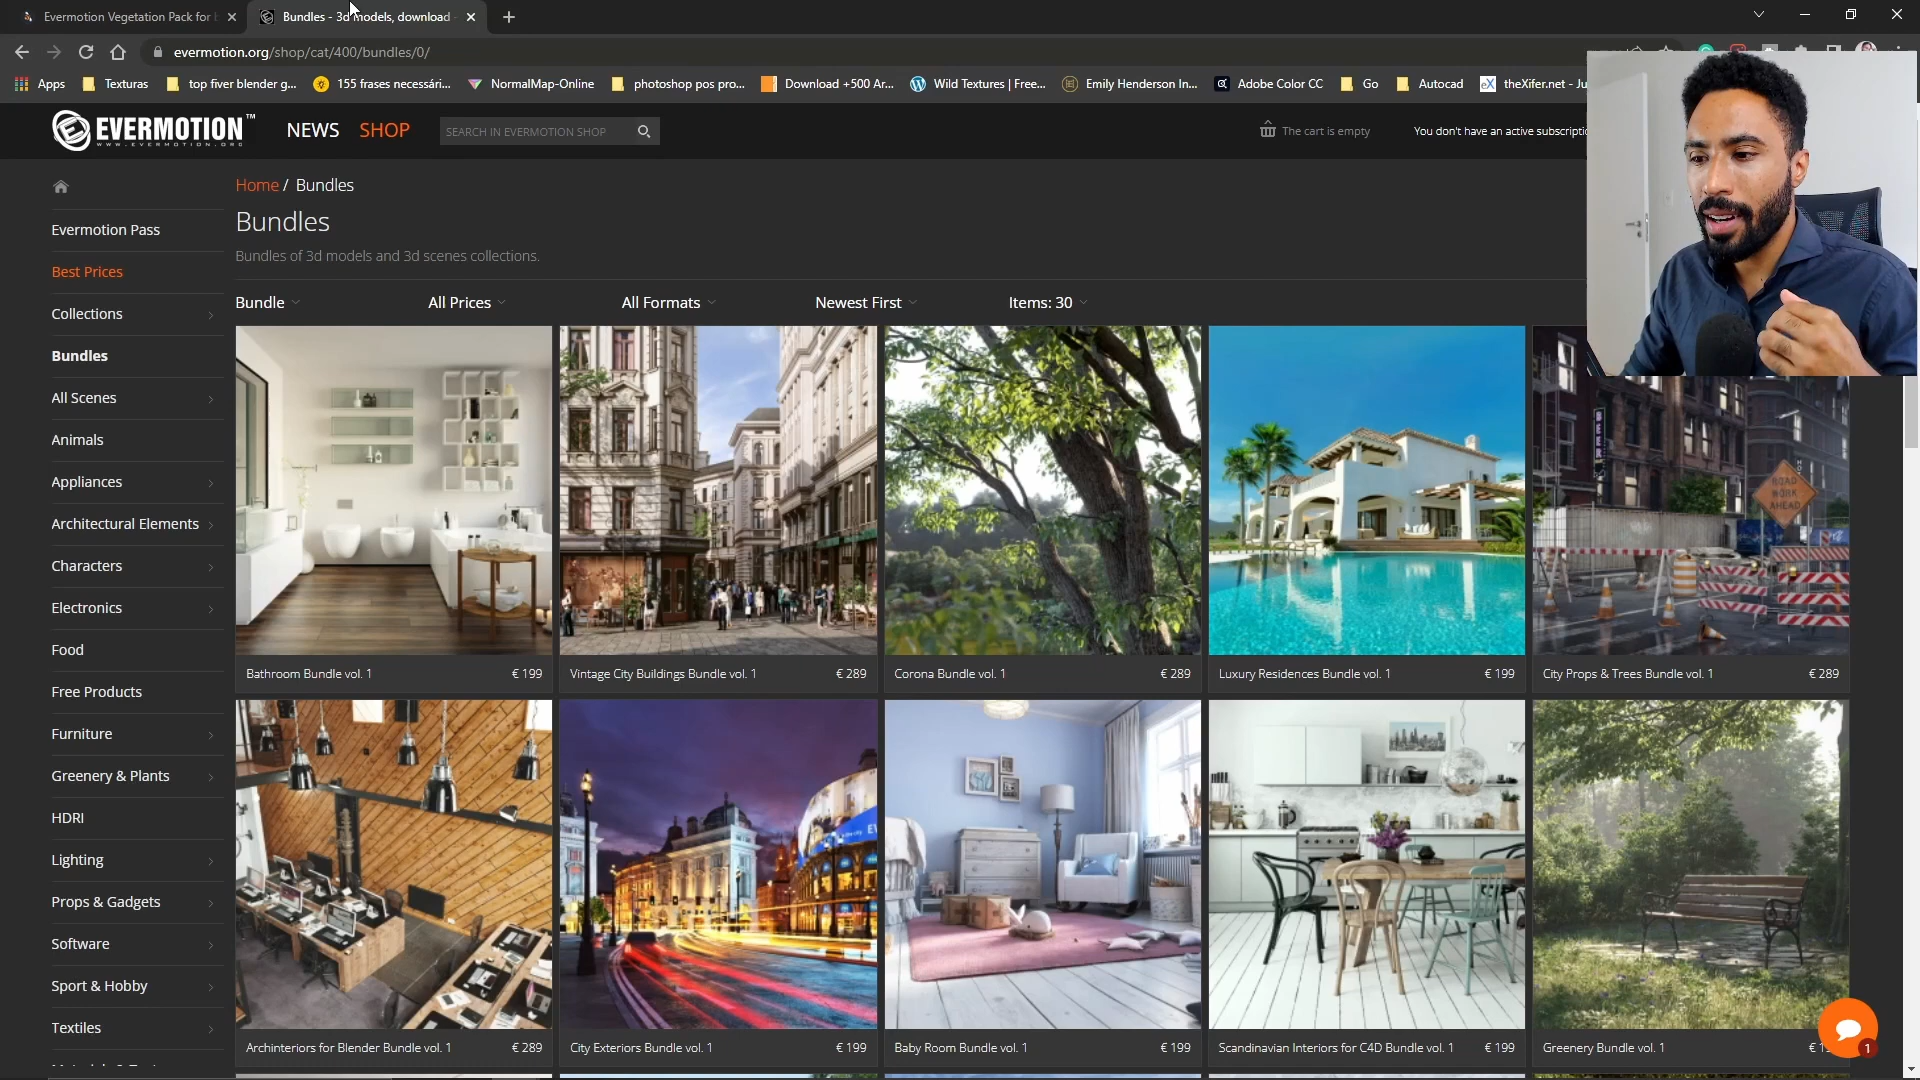 Evermotion Vegetation Pack for b
Bundles - 3d models, download
evermotion.org/shop/cat/400/bundles/0/
Apps
Texturas
top fiver blender g...
155 frases necessári...
NormalMap-Online
photoshop pos pro...
Download +500 Ar...
Wild Textures | Free...
Emily Henderson In...
Adobe Color CC
Go
Autocad
theXifer.net - Ju
EVERMOTION™
WWW.EVERMOTION.ORG
NEWS
SHOP
SEARCH IN EVERMOTION SHOP
The cart is empty
You don't have an active subscriptio
Home / Bundles
Bundles
Bundles of 3d models and 3d scenes collections.
Bundle
All Prices
All Formats
Newest First
Items: 30
Evermotion Pass
Best Prices
Collections
Bundles
All Scenes
Animals
Appliances
Architectural Elements
Characters
Electronics
Food
Free Products
Furniture
Greenery & Plants
HDRI
Lighting
Props & Gadgets
Software
Sport & Hobby
Textiles
ROAD
WORK
AHEAD
Bathroom Bundle vol. 1 € 199
Vintage City Buildings Bundle vol. 1 € 289
Corona Bundle vol. 1 € 289
Luxury Residences Bundle vol. 1 € 199
City Props & Trees Bundle vol. 1 € 289
Archinteriors for Blender Bundle vol. 1 € 289
City Exteriors Bundle vol. 1 € 199
Baby Room Bundle vol. 1 € 199
Scandinavian Interiors for C4D Bundle vol. 1 € 199
Greenery Bundle vol. 1
1